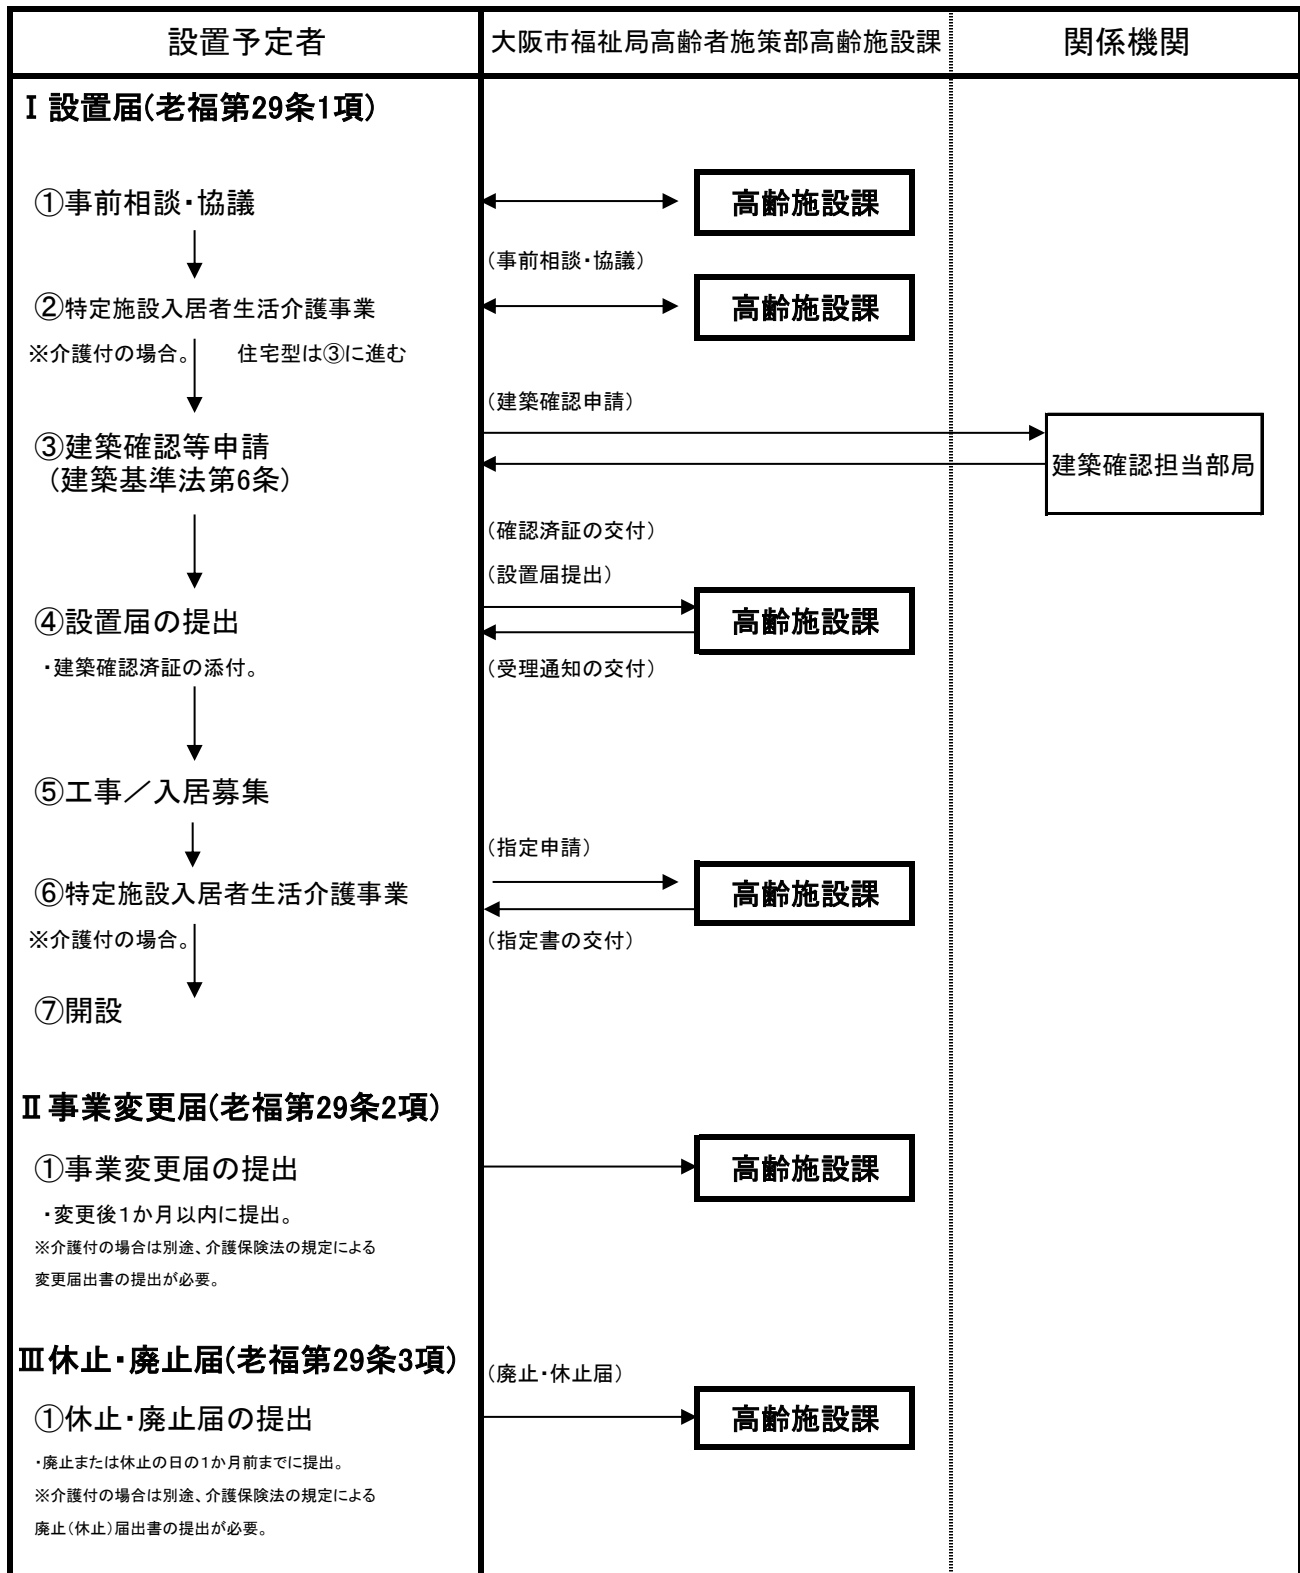 設置予定者
大阪市福祉局高齢者施策部高齢施設課
関係機関
Ⅰ 設置届(老福第29条1項)
①事前相談・協議
高齢施設課
(事前相談・協議)
②特定施設入居者生活介護事業
高齢施設課
※介護付の場合。 住宅型は③に進む
(建築確認申請)
③建築確認等申請
(建築基準法第6条)
建築確認担当部局
(確認済証の交付)
(設置届提出)
④設置届の提出
高齢施設課
・建築確認済証の添付。
(受理通知の交付)
⑤工事／入居募集
(指定申請)
⑥特定施設入居者生活介護事業
高齢施設課
※介護付の場合。
(指定書の交付)
⑦開設
Ⅱ 事業変更届(老福第29条2項)
①事業変更届の提出
高齢施設課
・変更後１か月以内に提出。
※介護付の場合は別途、介護保険法の規定による
変更届出書の提出が必要。
Ⅲ休止・廃止届(老福第29条3項)
(廃止・休止届)
①休止・廃止届の提出
高齢施設課
・廃止または休止の日の１か月前までに提出。
※介護付の場合は別途、介護保険法の規定による
廃止(休止)届出書の提出が必要。